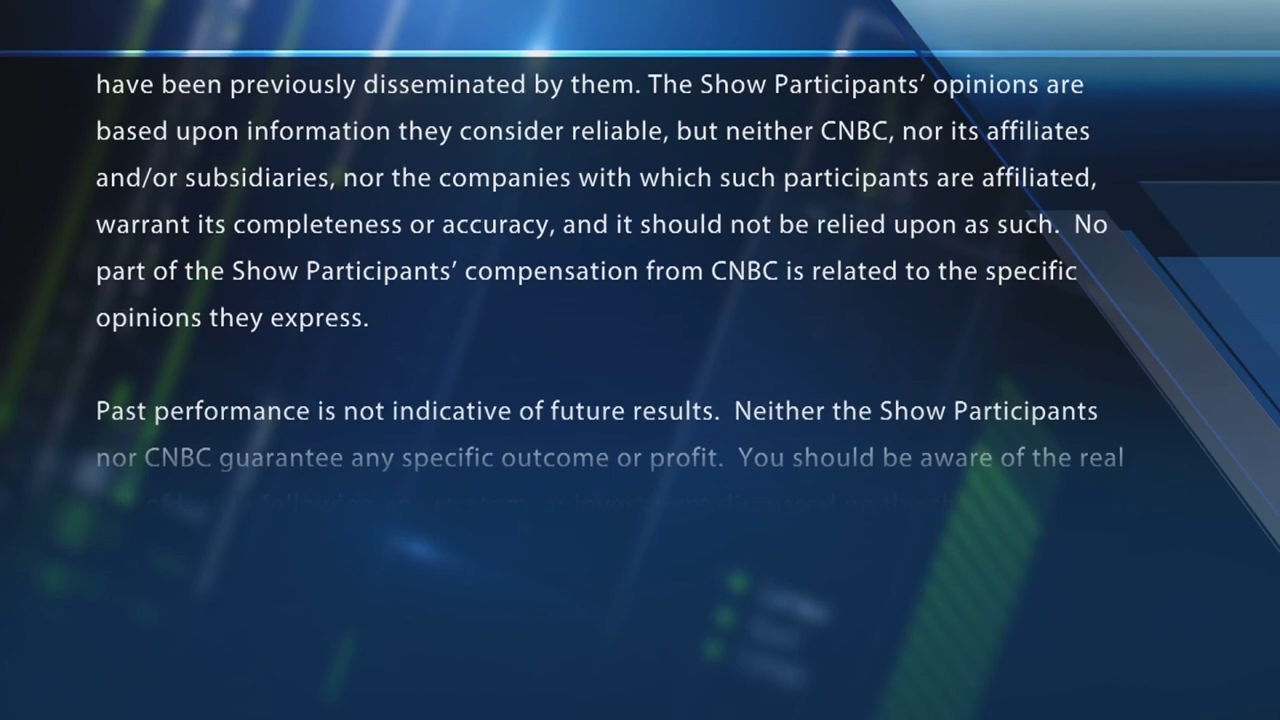 have been previously disseminated by them. The Show Participants’ opinions are
based upon information they consider reliable, but neither CNBC, nor its affiliates
and/or subsidiaries, nor the companies with which such participants are affiliated,
warrant its completeness or accuracy, and it should not be relied upon as such.  No
part of the Show Participants’ compensation from CNBC is related to the specific
opinions they express.
Past performance is not indicative of future results.  Neither the Show Participants
nor CNBC guarantee any specific outcome or profit.  You should be aware of the real